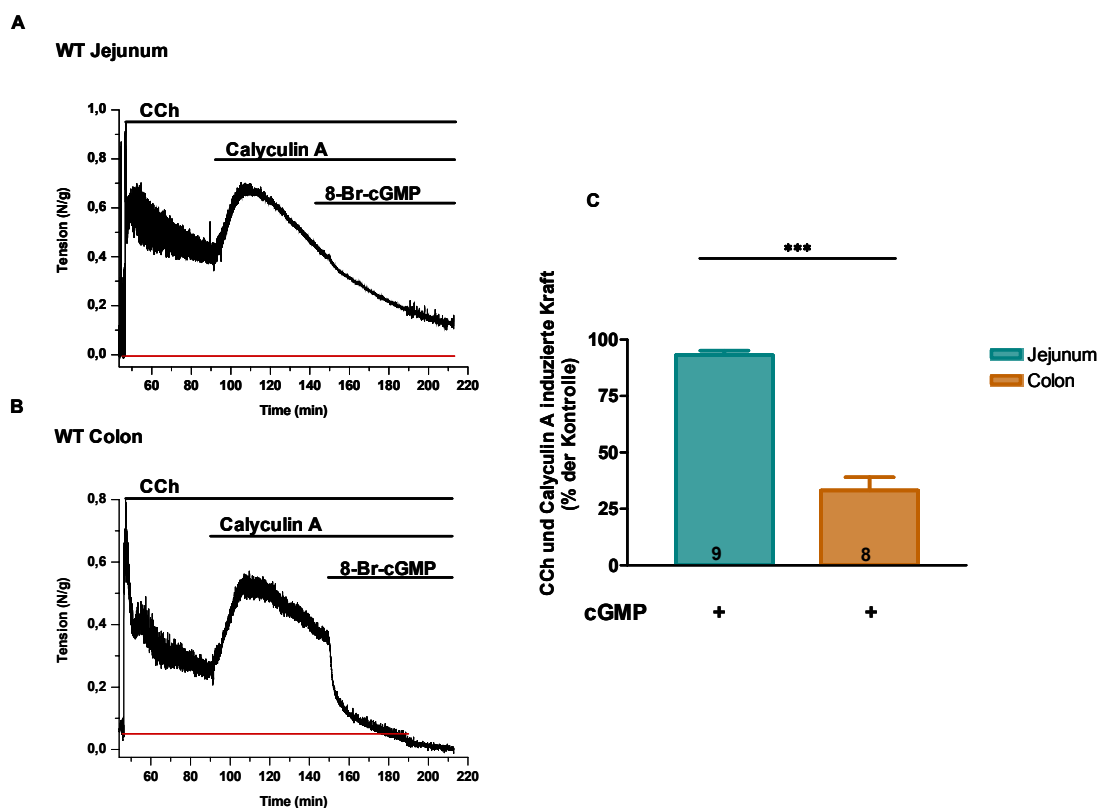 A
WT Jejunum
CCh
Calyculin A
8-Br-cGMP
1,0
0,8
0,6
0,4
0,2
0,0
Tension (N/g)
60 80 100 120 140 160 180 200 220
Time (min)
B
WT Colon
CCh
Calyculin A
8-Br-cGMP
0,8
0,6
0,4
0,2
0,0
Tension (N/g)
60 80 100 120 140 160 180 200 220
Time (min)
C
***
CCh und Calyculin A induzierte Kraft
(% der Kontrolle)
100
75
50
25
0
9 8
cGMP + +
Jejunum
Colon